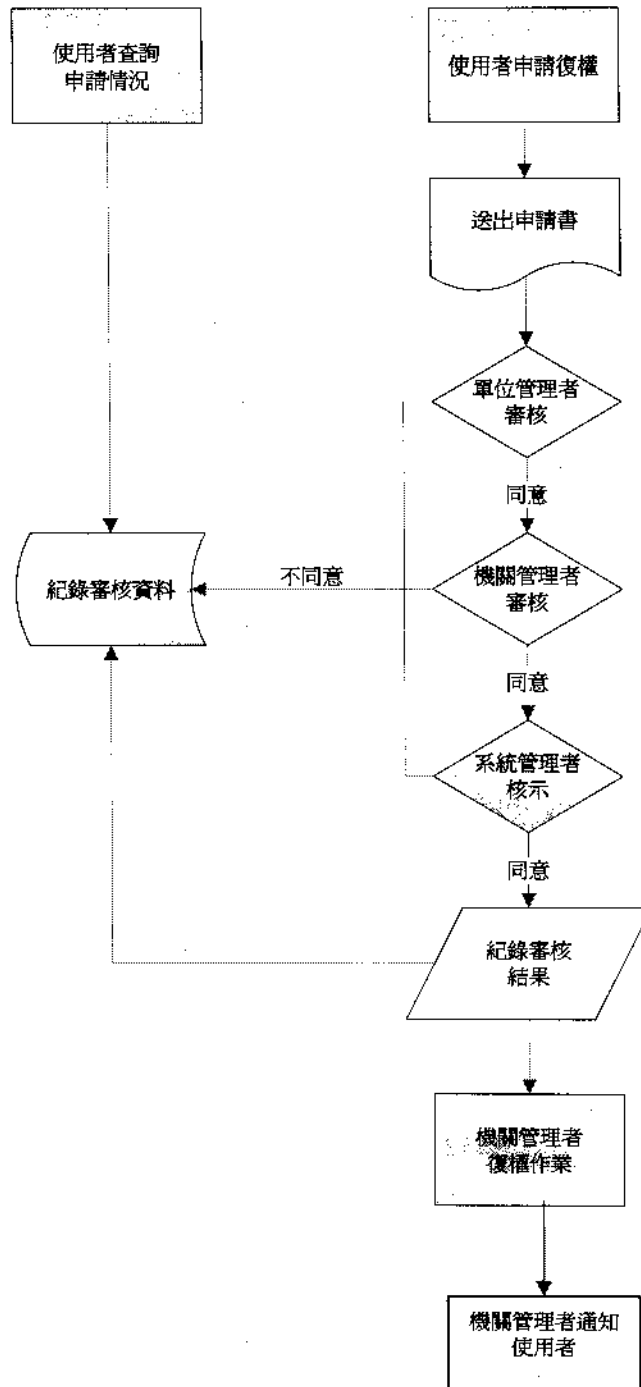 使用者查詢
申請情況
使用者申請復權
送出申請書
單位管理者
審核
同意
紀錄審核資料
不同意
機關管理者
審核
同意
系統管理者
核示
同意
紀錄審核
結果
機關管理者
復權作業
機關管理者通知
使用者